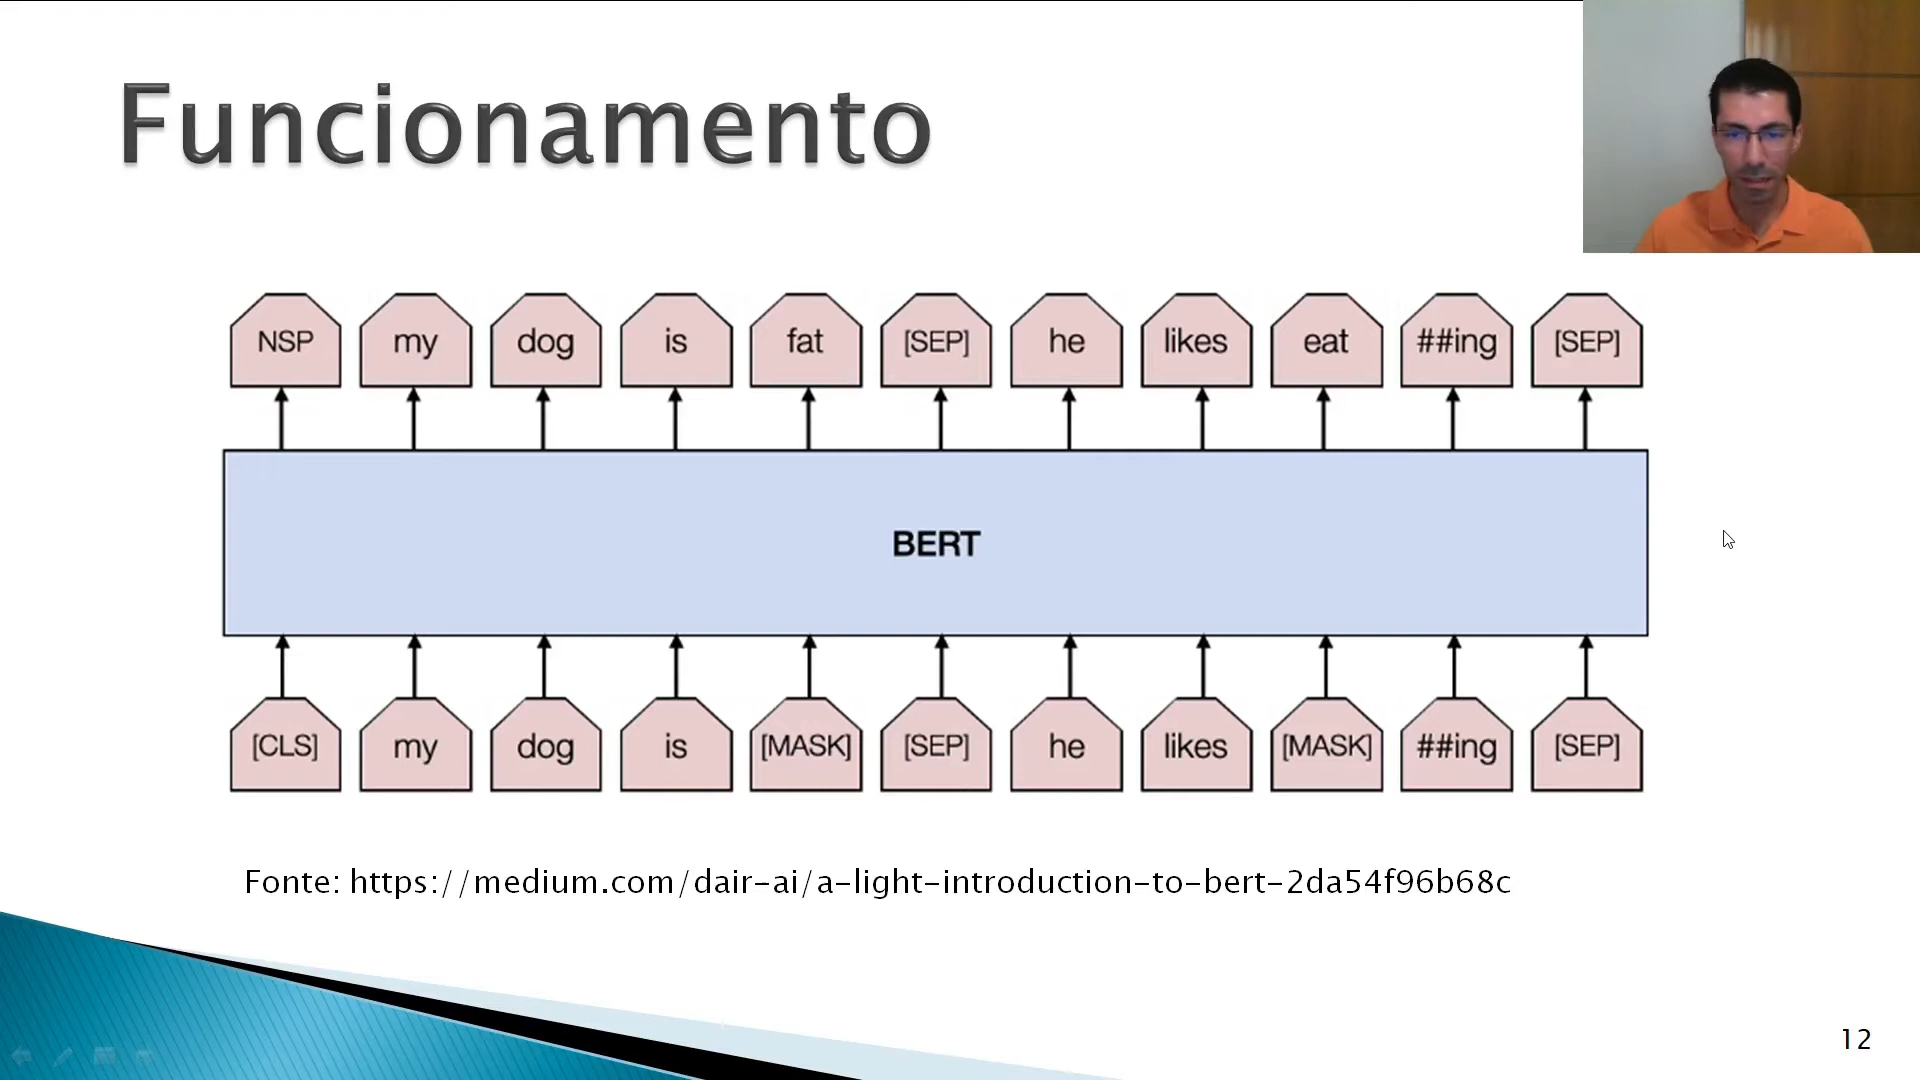 Funcionamento
NSP my dog is fat [SEP] he likes eat ##ing [SEP]
BERT
[CLS] my dog is [MASK] [SEP] he likes [MASK] ##ing [SEP]
Fonte: https://medium.com/dair-ai/a-light-introduction-to-bert-2da54f96b68c
12